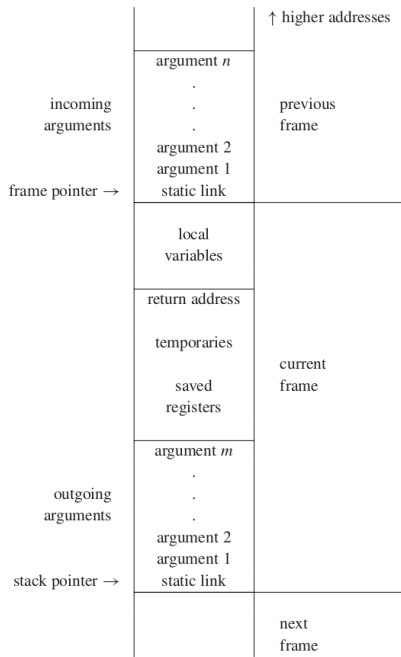 ↑ higher addresses
argument n
.
incoming . previous
arguments . frame
argument 2
argument 1
frame pointer → static link
local
variables
return address
temporaries
current
saved frame
registers
argument m
.
outgoing .
arguments .
argument 2
argument 1
stack pointer → static link
next
frame